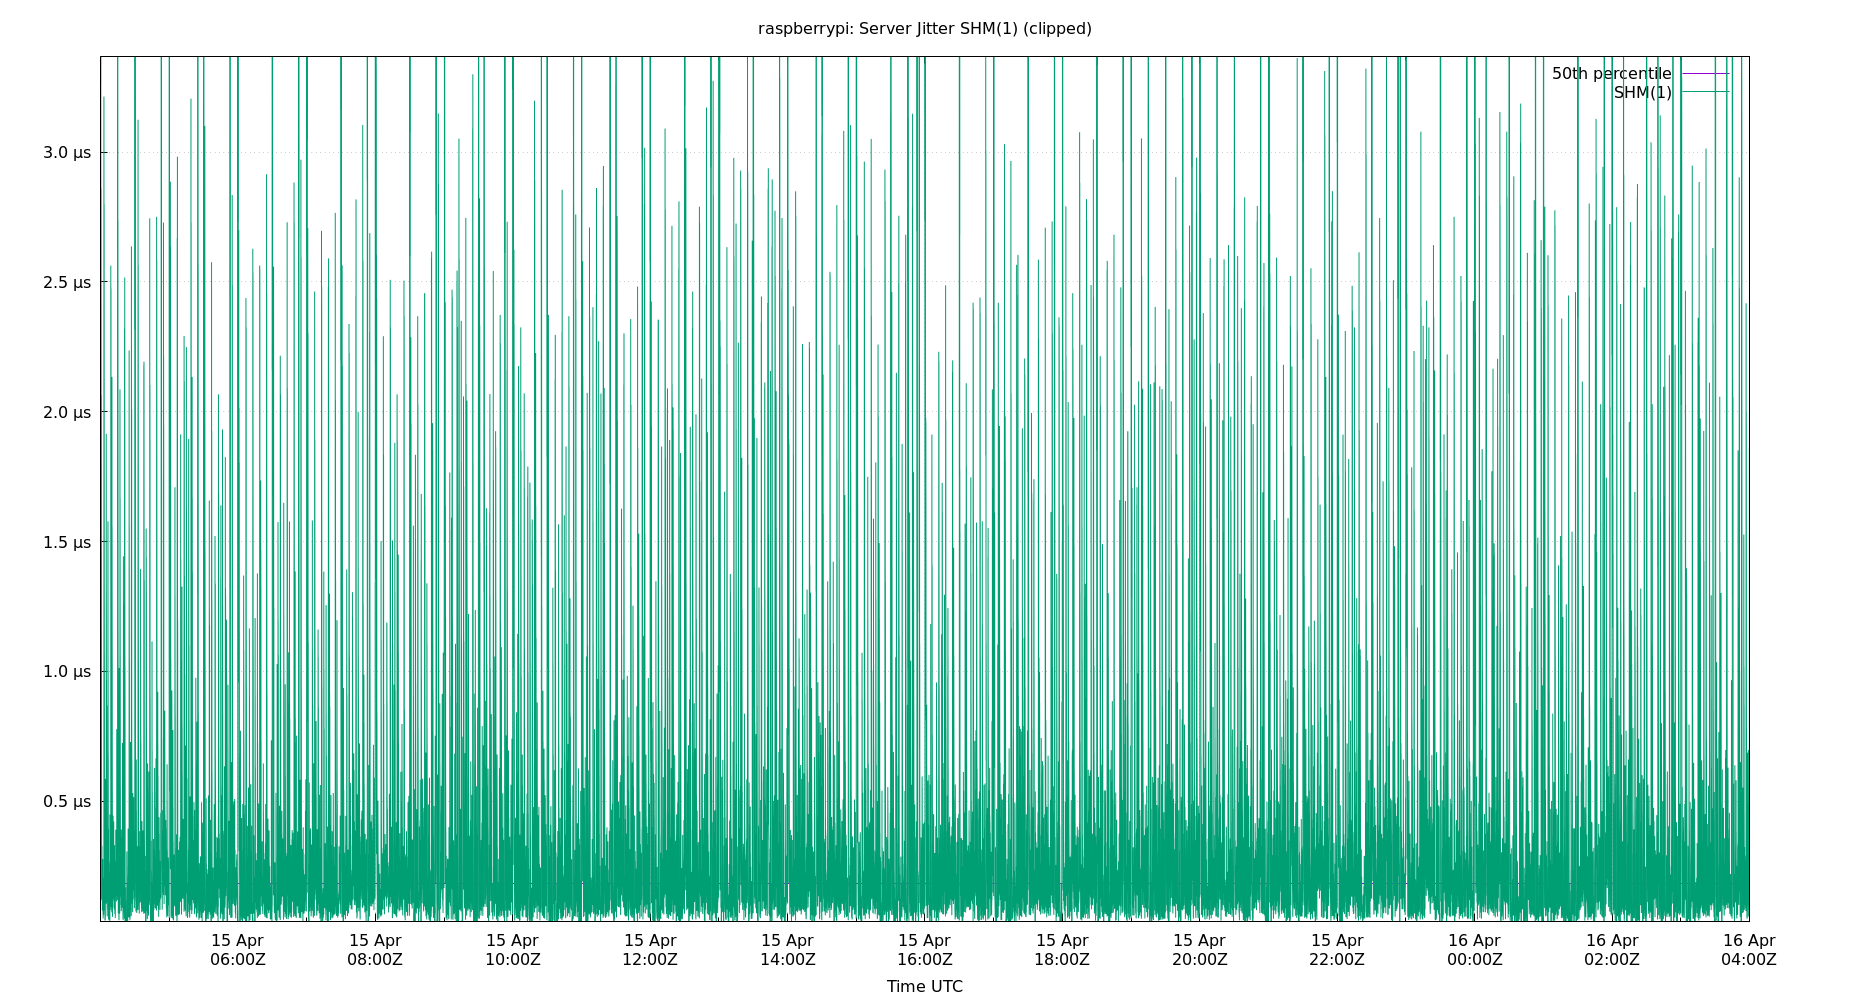 raspberrypi: Server Jitter SHM(1) (clipped)
50th percentile
SHM(1)
3.0 µs
2.5 µs
2.0 µs
1.5 µs
1.0 µs
0.5 µs
15 Apr 15 Apr 15 Apr 15 Apr 15 Apr 15 Apr 15 Apr 15 Apr 15 Apr 16 Apr 16 Apr 16 Apr
06:00Z 08:00Z 10:00Z 12:00Z 14:00Z 16:00Z 18:00Z 20:00Z 22:00Z 00:00Z 02:00Z 04:00Z
Time UTC